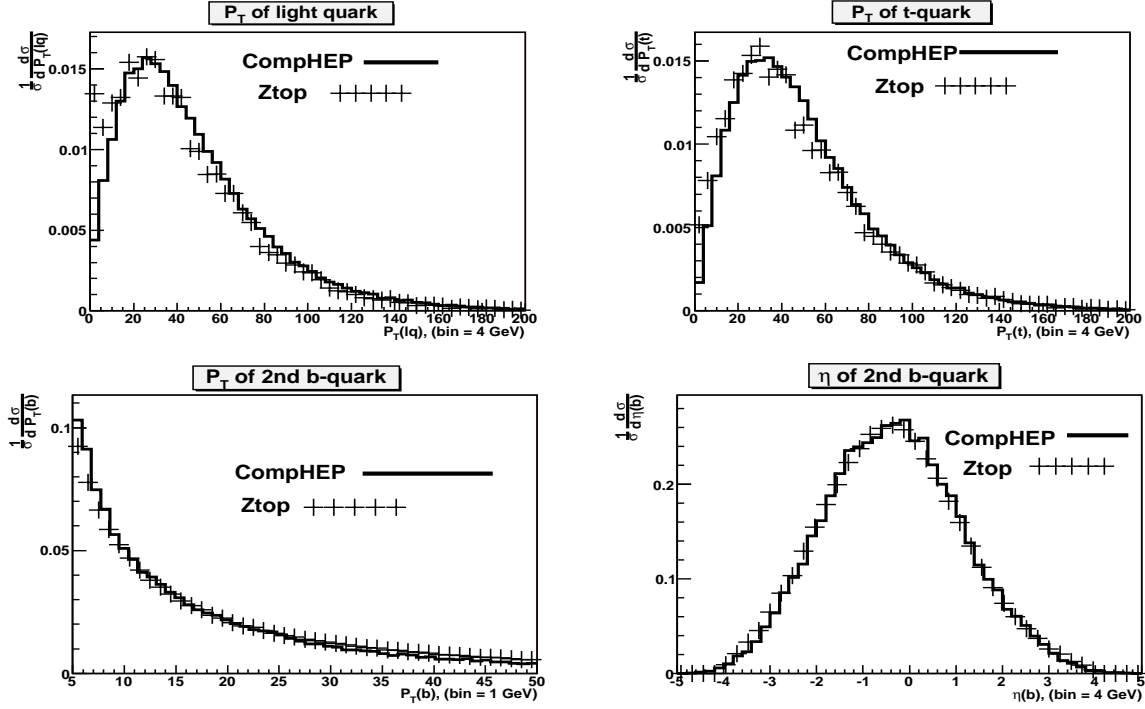 P_T of light quark
1/σ dσ/d P_T(lq)
CompHEP
Ztop
0.015
0.01
0.005
0
0 20 40 60 80 100 120 140 160 180 200
P_T(lq), (bin = 4 GeV)
P_T of t-quark
1/σ dσ/d P_T(t)
CompHEP
Ztop
0.015
0.01
0.005
0
0 20 40 60 80 100 120 140 160 180 200
P_T(t), (bin = 4 GeV)
P_T of 2nd b-quark
1/σ dσ/d P_T(b)
CompHEP
Ztop
0.1
0.05
0
5 10 15 20 25 30 35 40 45 50
P_T(b), (bin = 1 GeV)
η of 2nd b-quark
1/σ dσ/d η(b)
CompHEP
Ztop
0.2
0.1
0
-5 -4 -3 -2 -1 0 1 2 3 4 5
η(b), (bin = 4 GeV)